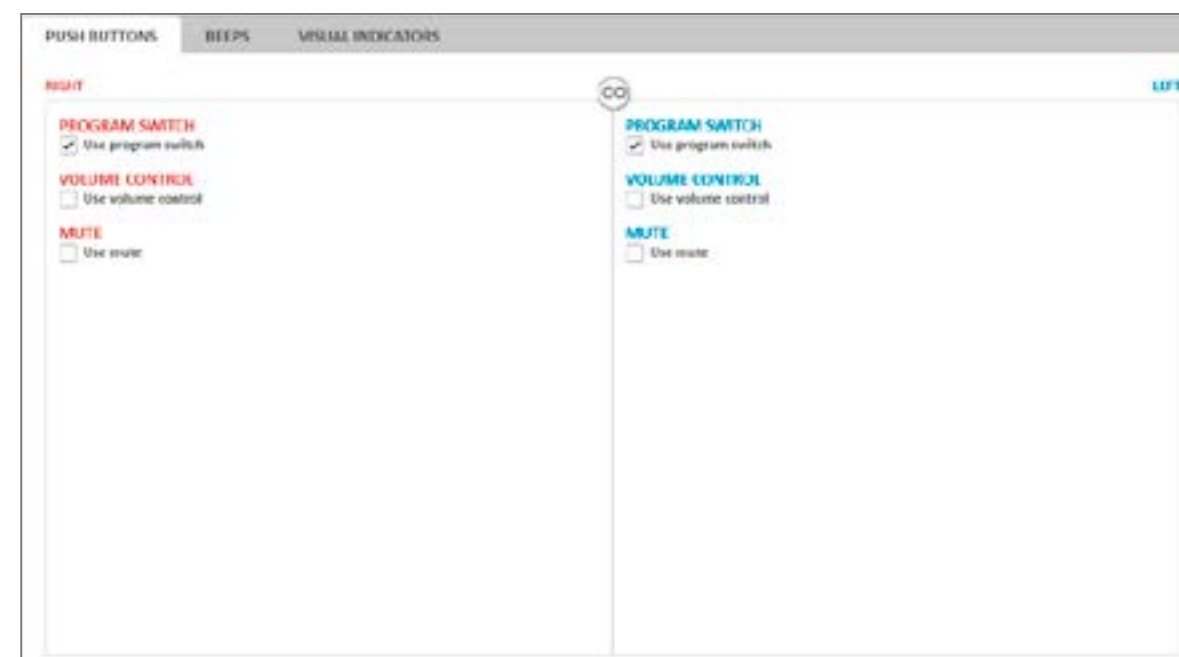 PUSH BUTTONS BEEPS VISUAL INDICATORS
RIGHT LEFT
PROGRAM SWITCH
Use program switch
VOLUME CONTROL
Use volume control
MUTE
Use mute
PROGRAM SWITCH
Use program switch
VOLUME CONTROL
Use volume control
MUTE
Use mute